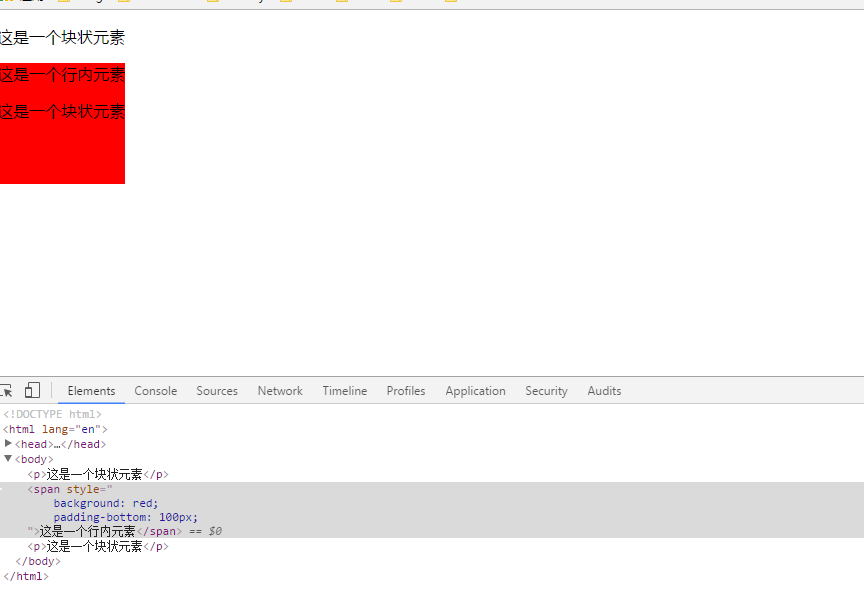 这是一个块状元素
这是一个行内元素
这是一个块状元素
Elements Console Sources Network Timeline Profiles Application Security Audits
<!DOCTYPE html>
<html lang="en">
<head>…</head>
<body>
<p>这是一个块状元素</p>
<span style="
background: red;
padding-bottom: 100px;
">这是一个行内元素</span> == $0
<p>这是一个块状元素</p>
</body>
</html>